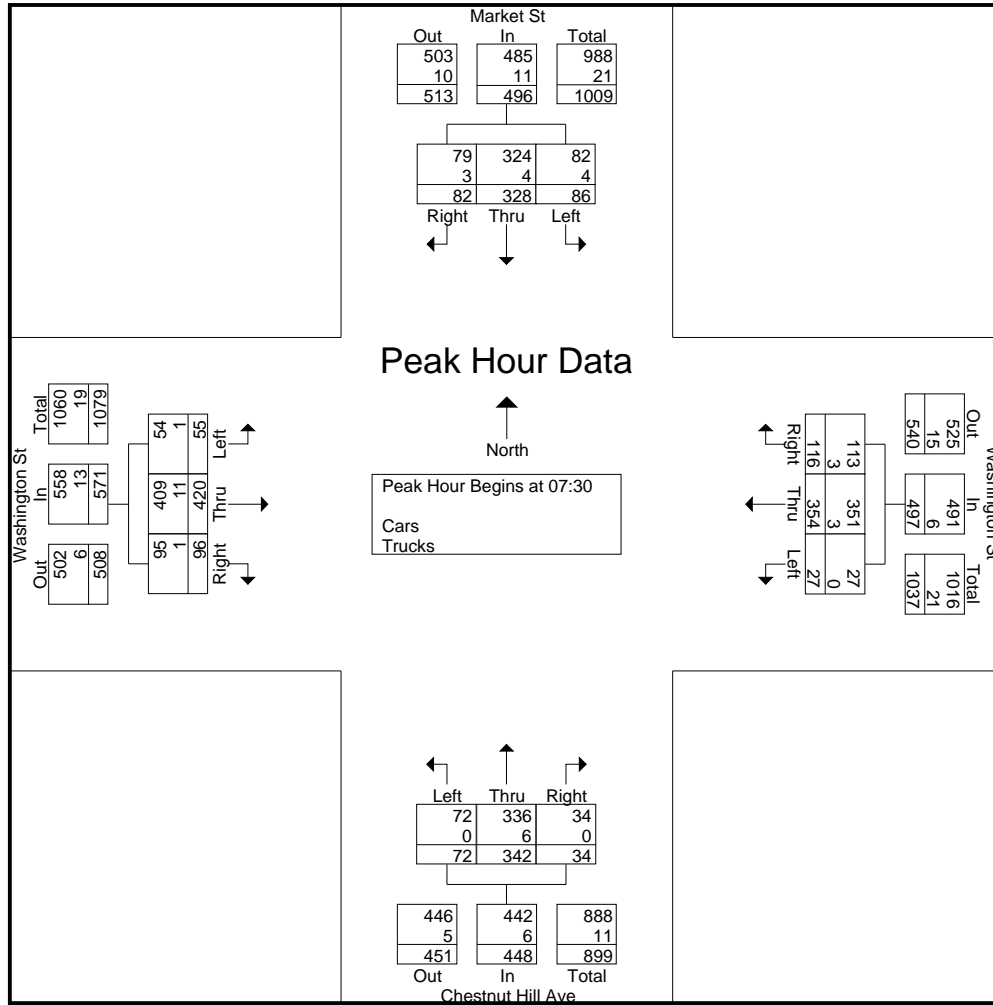 Market St
Out In Total
503 485 988
10 11 21
513 496 1009
79 324 82
3 4 4
82 328 86
Right Thru Left
Peak Hour Data
North
Peak Hour Begins at 07:30
Cars
Trucks
Washington St
Total In Out
1060 558 502
19 13 6
1079 571 508
54 409 95
1 11 1
55 420 96
Left Thru Right
Washington St
Out In Total
525 491 1016
15 6 21
540 497 1037
113 351 27
3 3 0
116 354 27
Right Thru Left
Left Thru Right
72 336 34
0 6 0
72 342 34
446 442 888
5 6 11
451 448 899
Out In Total
Chestnut Hill Ave